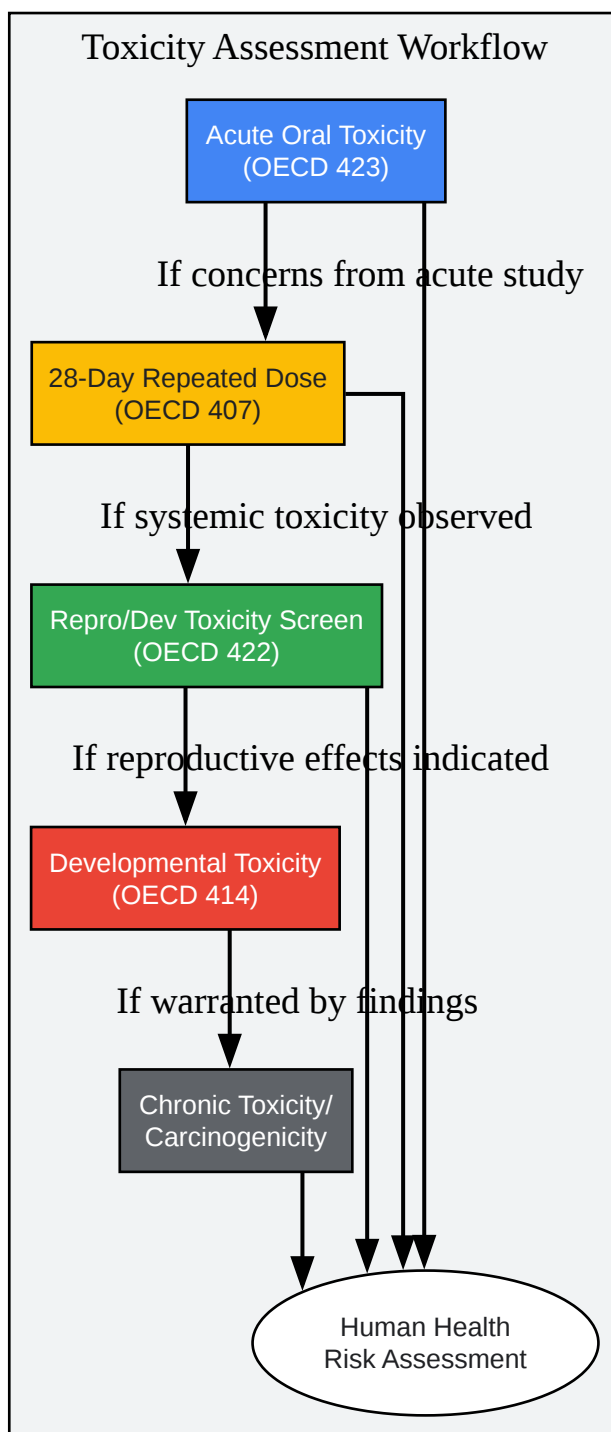 Toxicity Assessment Workflow
Acute Oral Toxicity
(OECD 423)
If concerns from acute study
28-Day Repeated Dose
(OECD 407)
If systemic toxicity observed
Repro/Dev Toxicity Screen
(OECD 422)
If reproductive effects indicated
Developmental Toxicity
(OECD 414)
If warranted by findings
Chronic Toxicity/
Carcinogenicity
Human Health
Risk Assessment